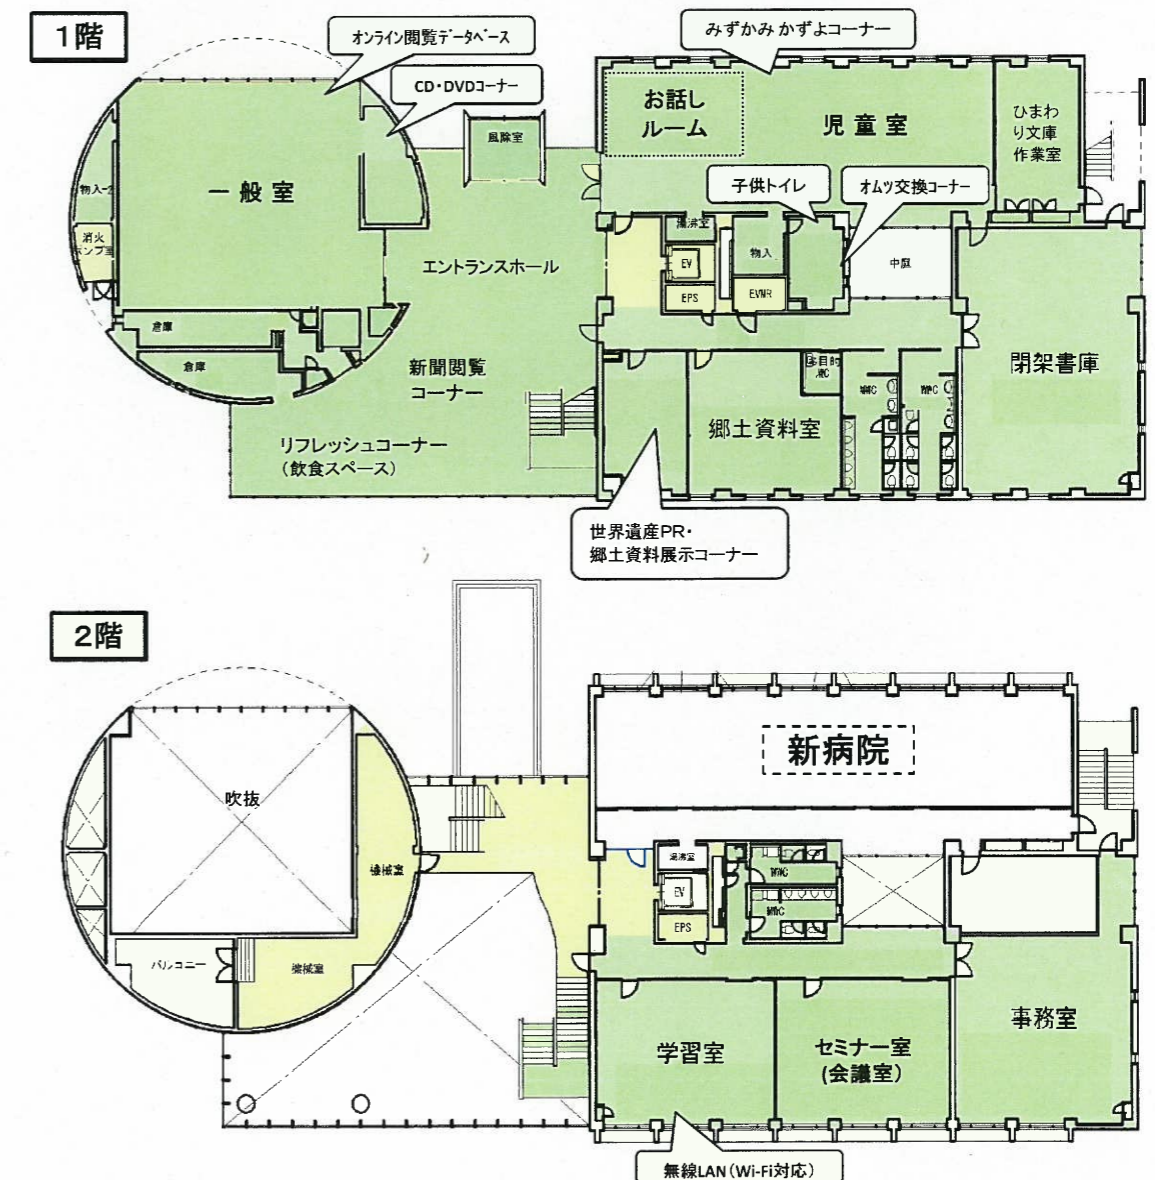 1階
オンライン閲覧データベース
みずかみ かずよコーナー
CD・DVDコーナー
風除室
お話し
ルーム
児童室
ひまわ
り文庫
作業室
物入-2
一般室
子供トイレ
オムツ交換コーナー
消火
ポンプ室
エントランスホール
湯沸室
EV
EPS
物入
EVMR
中庭
倉庫
倉庫
新聞閲覧
コーナー
多目的
WC
MWC
WWC
閉架書庫
郷土資料室
リフレッシュコーナー
（飲食スペース）
世界遺産PR・
郷土資料展示コーナー
2階
新病院
吹抜
機械室
湯沸室
EV
EPS
WWC
MWC
バルコニー
機械室
学習室
セミナー室
(会議室)
事務室
無線LAN（Wi-Fi対応）